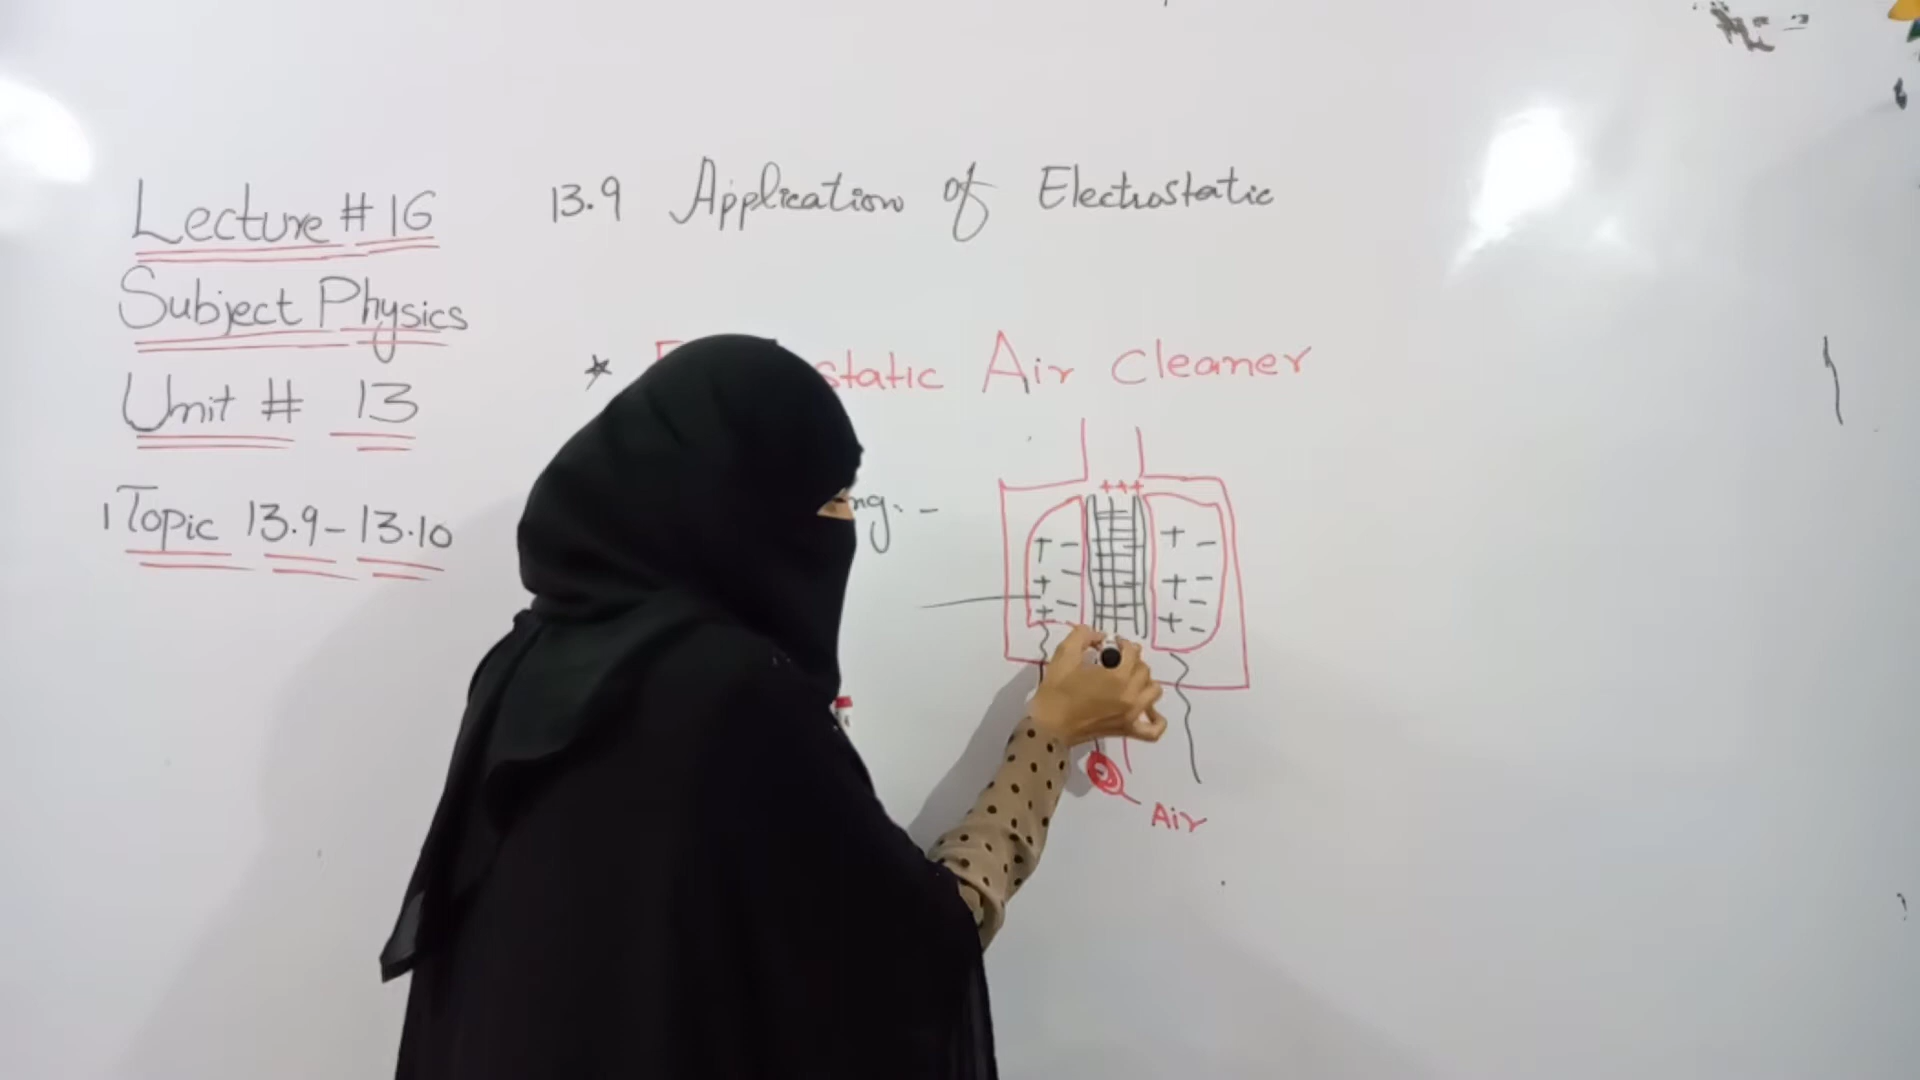 Lecture # 16
Subject Physics
Unit # 13
Topic 13.9-13.10
13.9 Application of Electrostatic
static Air Cleaner
ng:-
+++
+ - + -
+ - + -
+ - + -
Air